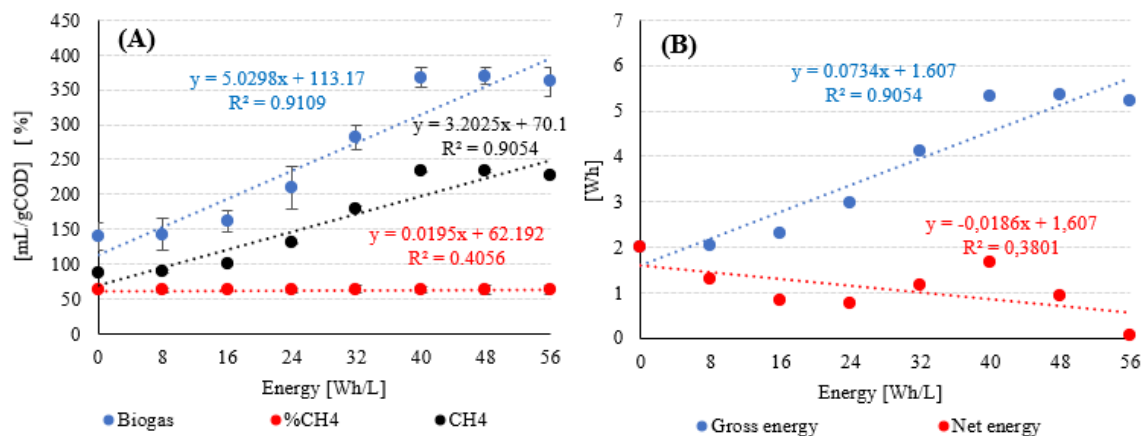 (A)
[mL/gCOD] [ %]
450
400
350
300
250
200
150
100
50
0
y = 5.0298x + 113.17
R² = 0.9109
y = 3.2025x + 70.1
R² = 0.9054
y = 0.0195x + 62.192
R² = 0.4056
0 8 16 24 32 40 48 56
Energy [Wh/L]
Biogas %CH4 CH4
(B)
[Wh]
7
6
5
4
3
2
1
0
y = 0.0734x + 1.607
R² = 0.9054
y = -0,0186x + 1,607
R² = 0,3801
0 8 16 24 32 40 48 56
Energy [Wh/L]
Gross energy Net energy